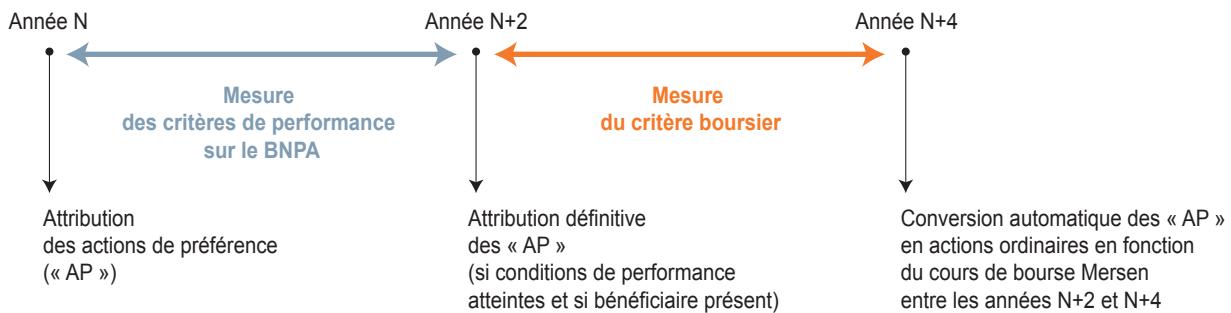 Année N
Année N+2
Année N+4
Mesure
des critères de performance
sur le BNPA
Mesure
du critère boursier
Attribution
des actions de préférence
(« AP »)
Attribution définitive
des « AP »
(si conditions de performance
atteintes et si bénéficiaire présent)
Conversion automatique des « AP »
en actions ordinaires en fonction
du cours de bourse Mersen
entre les années N+2 et N+4